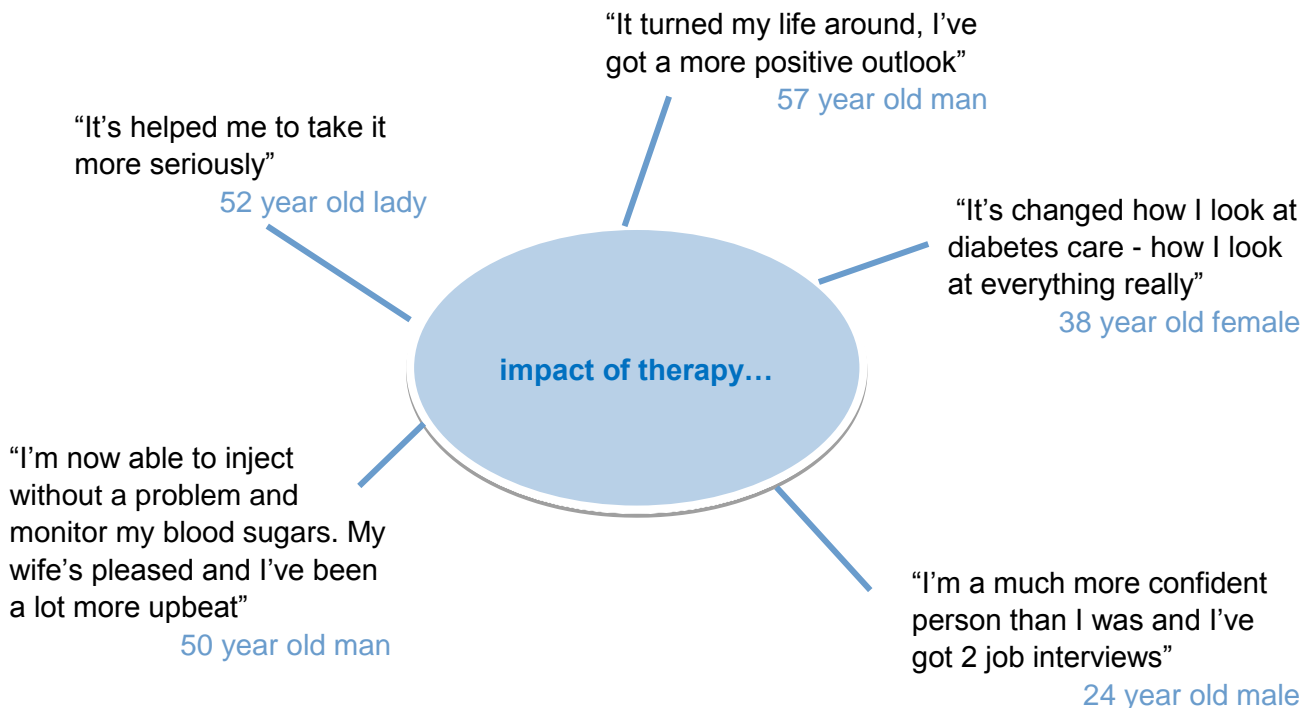 “It turned my life around, I’ve
got a more positive outlook”
57 year old man
“It’s helped me to take it
more seriously”
52 year old lady
“It’s changed how I look at
diabetes care - how I look
at everything really”
38 year old female
impact of therapy…
“I’m now able to inject
without a problem and
monitor my blood sugars. My
wife’s pleased and I’ve been
a lot more upbeat”
50 year old man
“I’m a much more confident
person than I was and I’ve
got 2 job interviews”
24 year old male